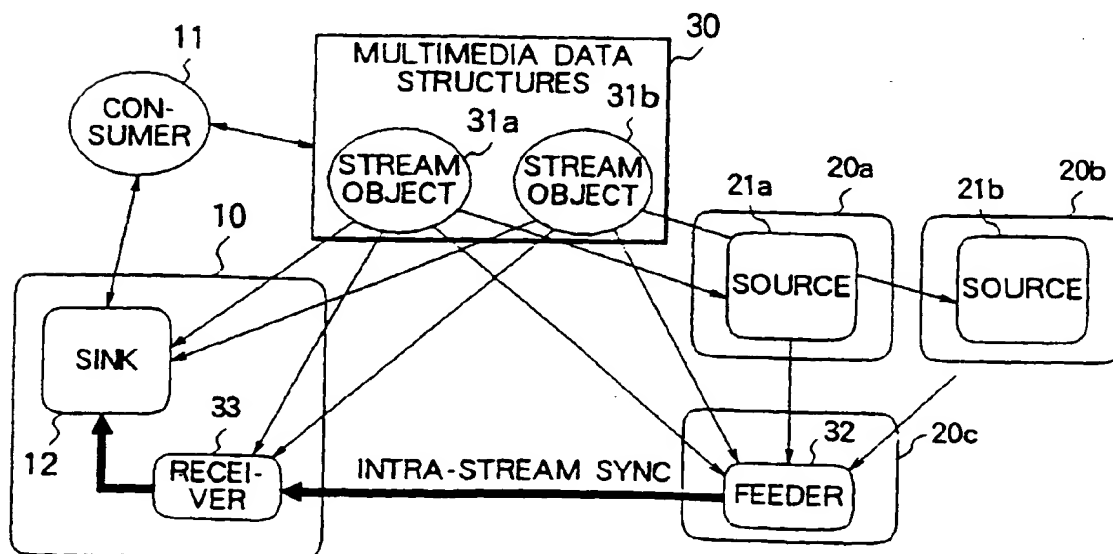 11
30
MULTIMEDIA DATA
STRUCTURES
31b
CON-
SUMER
31a
STREAM
OBJECT
STREAM
OBJECT
21a
20a
21b
20b
10
SOURCE
SOURCE
SINK
12
33
RECEI-
VER
INTRA-STREAM SYNC
32
20c
FEEDER